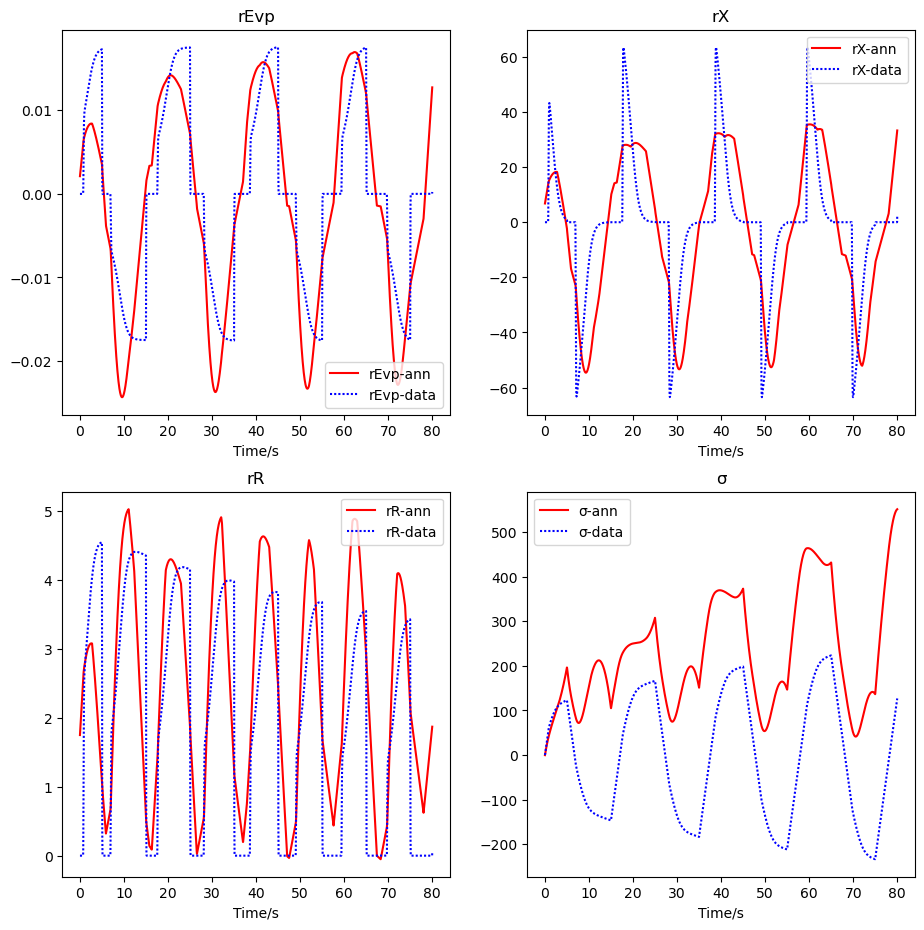 rEvp
0.01
0.00
−0.01
−0.02
rEvp-ann
rEvp-data
0 10 20 30 40 50 60 70 80
Time/s
rX
60
40
20
0
−20
−40
−60
rX-ann
rX-data
0 10 20 30 40 50 60 70 80
Time/s
rR
5
4
3
2
1
0
rR-ann
rR-data
0 10 20 30 40 50 60 70 80
Time/s
σ
500
400
300
200
100
0
−100
−200
σ-ann
σ-data
0 10 20 30 40 50 60 70 80
Time/s